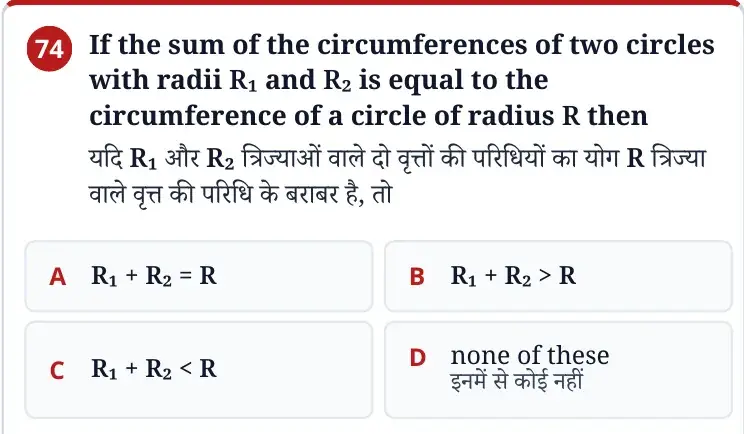 74 If the sum of the circumferences of two circles
with radii R₁ and R₂ is equal to the
circumference of a circle of radius R then
यदि R₁ और R₂ त्रिज्याओं वाले दो वृत्तों की परिधियों का योग R त्रिज्या
वाले वृत्त की परिधि के बराबर है, तो
A R₁ + R₂ = R
B R₁ + R₂ > R
C R₁ + R₂ < R
D none of these
इनमें से कोई नहीं